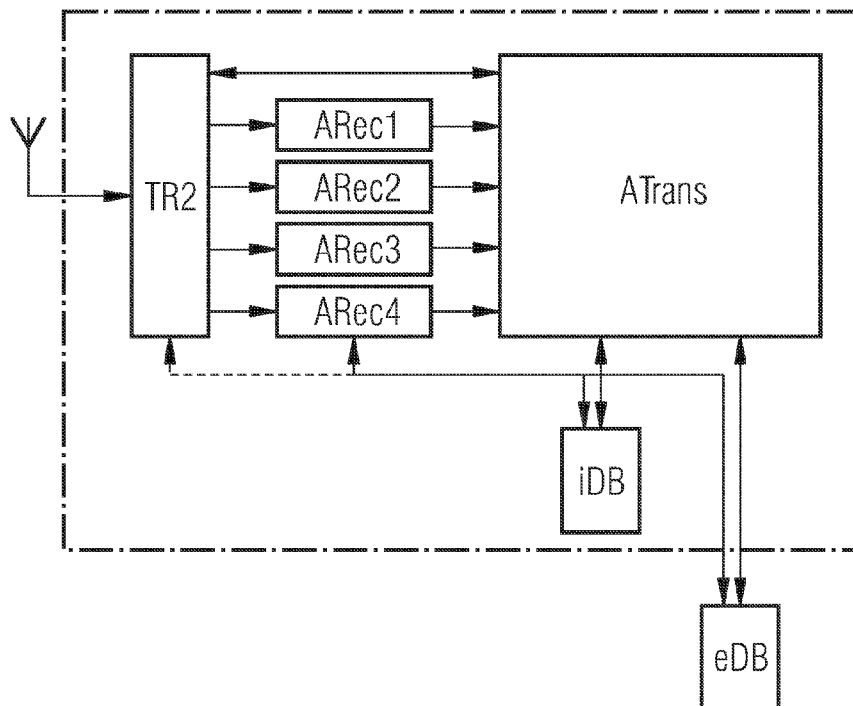 TR2
ARec1
ARec2
ARec3
ARec4
ATrans
iDB
eDB